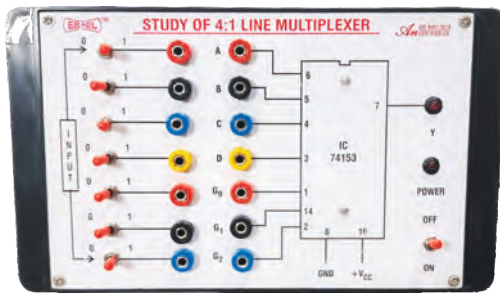 STUDY OF 4:1 LINE MULTIPLEXER
An
0 1 A
0 1 B 6
0 1 C 5
0 1 D 4
INPUT 3
0 1 G0 1
0 1 G1 14
0 1 G2 2
IC
74153
7
Y
POWER
OFF
ON
8 16
GND +VCC